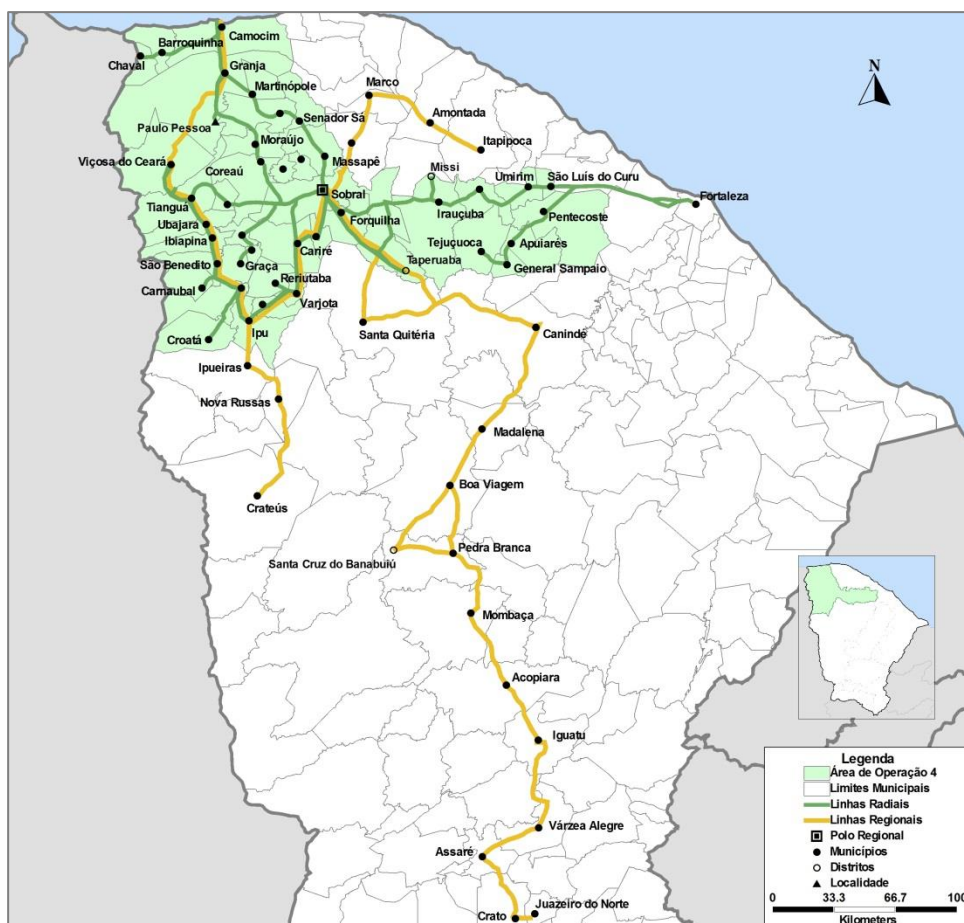 Camocim
Barroquinha
Chaval
Granja
Martinópole
Marco
N
Senador Sá
Amontada
Paulo Pessoa
Moraújo
Itapipoca
Massapê
Missi
Viçosa do Ceará
Coreaú
Umirim
São Luís do Curu
Sobral
Fortaleza
Tianguá
Irauçuba
Forquilha
Pentecoste
Ubajara
Ibiapina
Cariré
Tejuçuoca
Apuiarés
Taperuaba
São Benedito
Graça
General Sampaio
Reriutaba
Carnaubal
Varjota
Ipu
Santa Quitéria
Canindé
Croatá
Ipueiras
Nova Russas
Madalena
Boa Viagem
Crateús
Pedra Branca
Santa Cruz do Banabuiú
Mombaça
Acopiara
Iguatu
Várzea Alegre
Assaré
Juazeiro do Norte
Crato
Legenda
Área de Operação 4
Limites Municipais
Linhas Radiais
Linhas Regionais
Polo Regional
Municípios
Distritos
Localidade
0 33.3 66.7 100
Kilometers